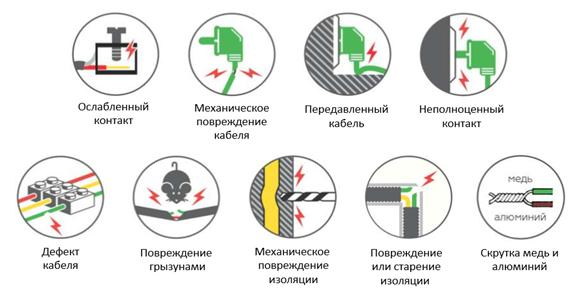 Ослабленный
контакт
Механическое
повреждение
кабеля
Передавленный
кабель
Неполноценный
контакт
медь
алюминий
Дефект
кабеля
Повреждение
грызунами
Механическое
повреждение
изоляции
Повреждение
или старение
изоляции
Скрутка медь и
алюминий